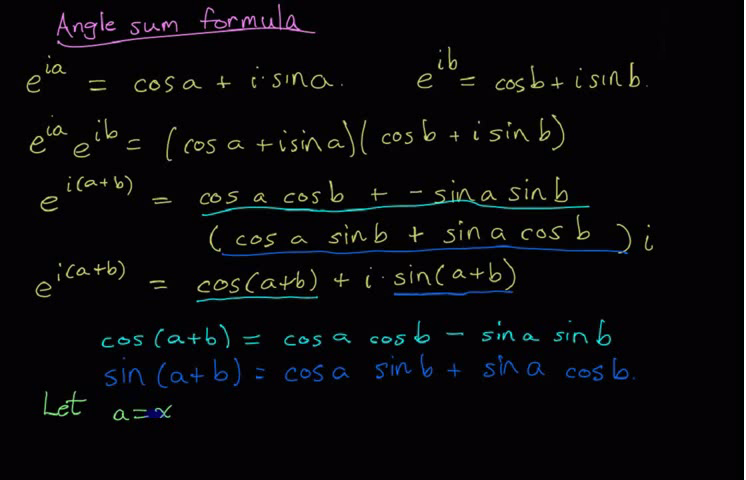 Angle sum formula
e^{ia} = cos a + i · sin a. e^{ib} = cos b + i sin b.
e^{ia} e^{ib} = (cos a + i sin a)(cos b + i sin b)
e^{i(a+b)} = cos a cos b + - sin a sin b
(cos a sin b + sin a cos b) i
e^{i(a+b)} = cos(a+b) + i · sin(a+b)
cos (a+b) = cos a cos b - sin a sin b
sin (a+b) = cos a sin b + sin a cos b.
Let a = x